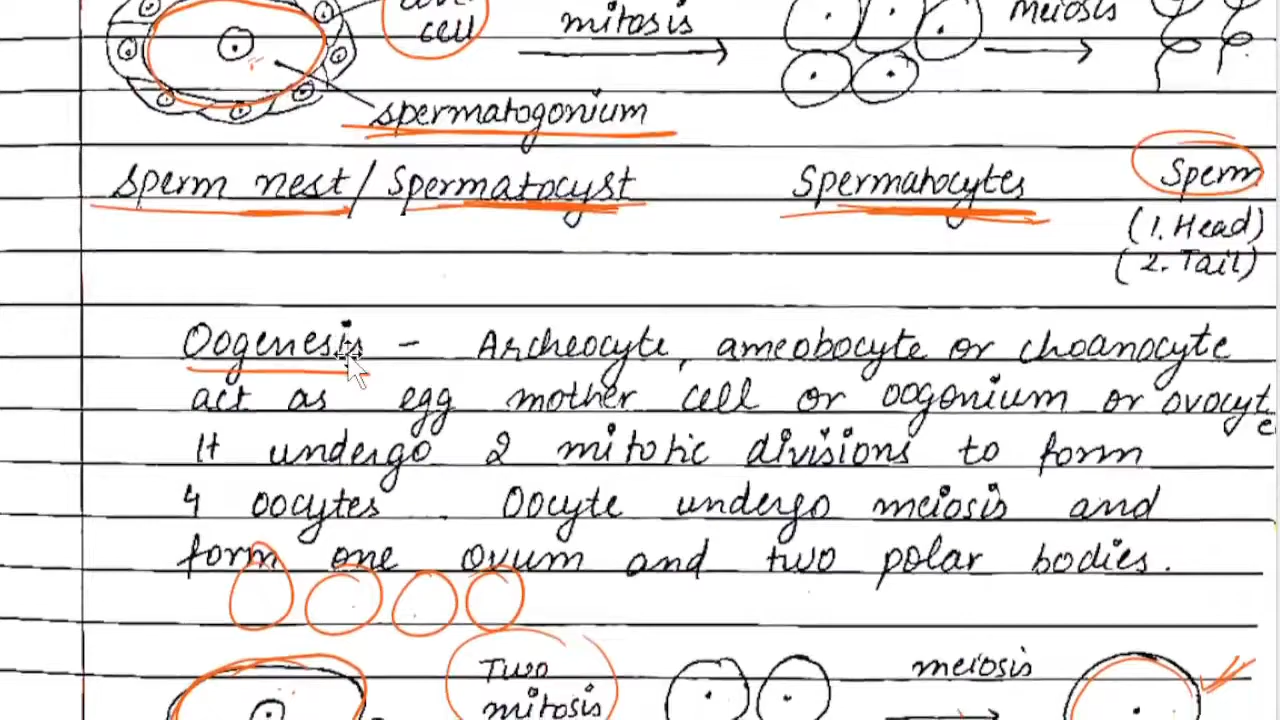 cell
mitosis
meiosis
spermatogonium
Sperm nest/Spermatocyst
Spermatocytes
Sperm
(1. Head)
(2. Tail)
Oogenesis - Archeocyte, ameobocyte or choanocyte
act as egg mother cell or oogonium or ovocyte
It undergo 2 mitotic divisions to form
4 oocytes. Oocyte undergo meiosis and
form one ovum and two polar bodies.
Two
mitosis
meiosis